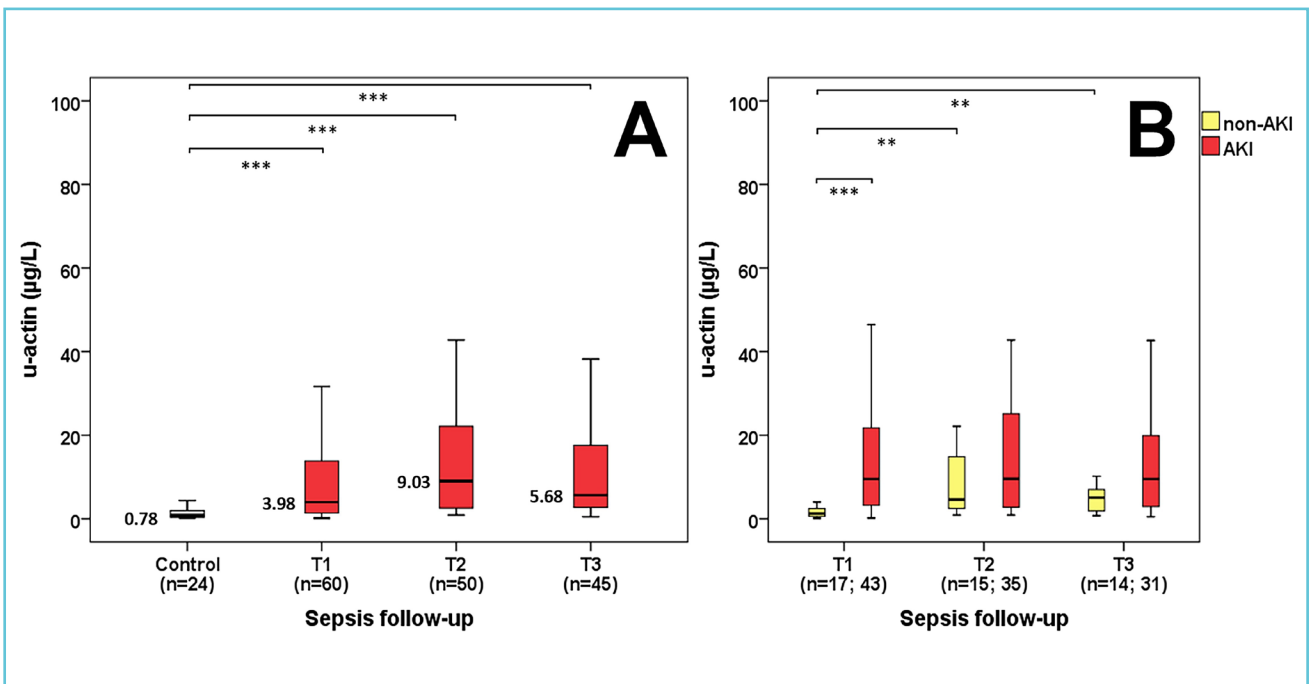 A
u-actin (µg/L)
100
80
60
40
20
0
***
***
***
0.78
3.98
9.03
5.68
Control
(n=24)
T1
(n=60)
T2
(n=50)
T3
(n=45)
Sepsis follow-up
B
u-actin (µg/L)
100
80
60
40
20
0
**
**
***
non-AKI
AKI
T1
(n=17; 43)
T2
(n=15; 35)
T3
(n=14; 31)
Sepsis follow-up